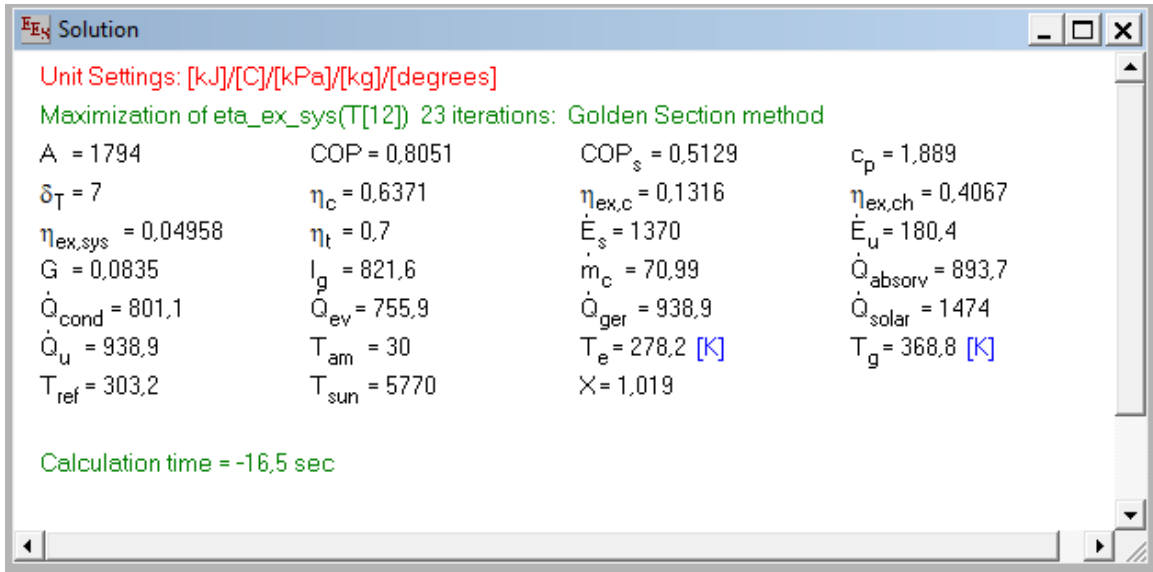 EES Solution
Unit Settings: [kJ]/[C]/[kPa]/[kg]/[degrees]
Maximization of eta_ex_sys(T[12]) 23 iterations: Golden Section method
A = 1794 COP = 0,8051 COPs = 0,5129 cp = 1,889
δT = 7 ηc = 0,6371 ηex,c = 0,1316 ηex,ch = 0,4067
ηex,sys = 0,04958 ηt = 0,7 Ės = 1370 Ėu = 180,4
G = 0,0835 Ig = 821,6 ṁc = 70,99 Q̇absorv = 893,7
Q̇cond = 801,1 Q̇ev = 755,9 Q̇ger = 938,9 Q̇solar = 1474
Q̇u = 938,9 Tam = 30 Te = 278,2 [K] Tg = 368,8 [K]
Tref = 303,2 Tsun = 5770 X = 1,019
Calculation time = -16,5 sec